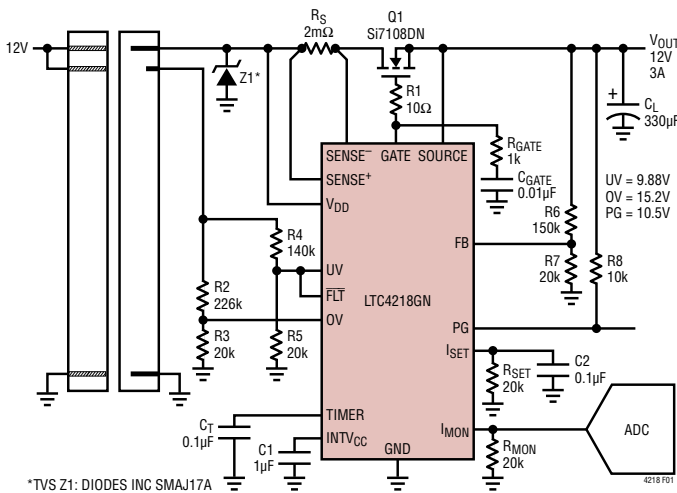 12V
Z1*
RS
2mΩ
Q1
Si7108DN
R1
10Ω
VOUT
12V
3A
+
CL
330µF
RGATE
1k
CGATE
0.01µF
UV = 9.88V
OV = 15.2V
PG = 10.5V
SENSE– GATE SOURCE
SENSE+
VDD
UV
FLT
OV
LTC4218GN
FB
PG
ISET
IMON
TIMER
INTVCC
GND
R4
140k
R2
226k
R3
20k
R5
20k
R6
150k
R7
20k
R8
10k
RSET
20k
C2
0.1µF
RMON
20k
ADC
CT
0.1µF
C1
1µF
*TVS Z1: DIODES INC SMAJ17A
4218 F01